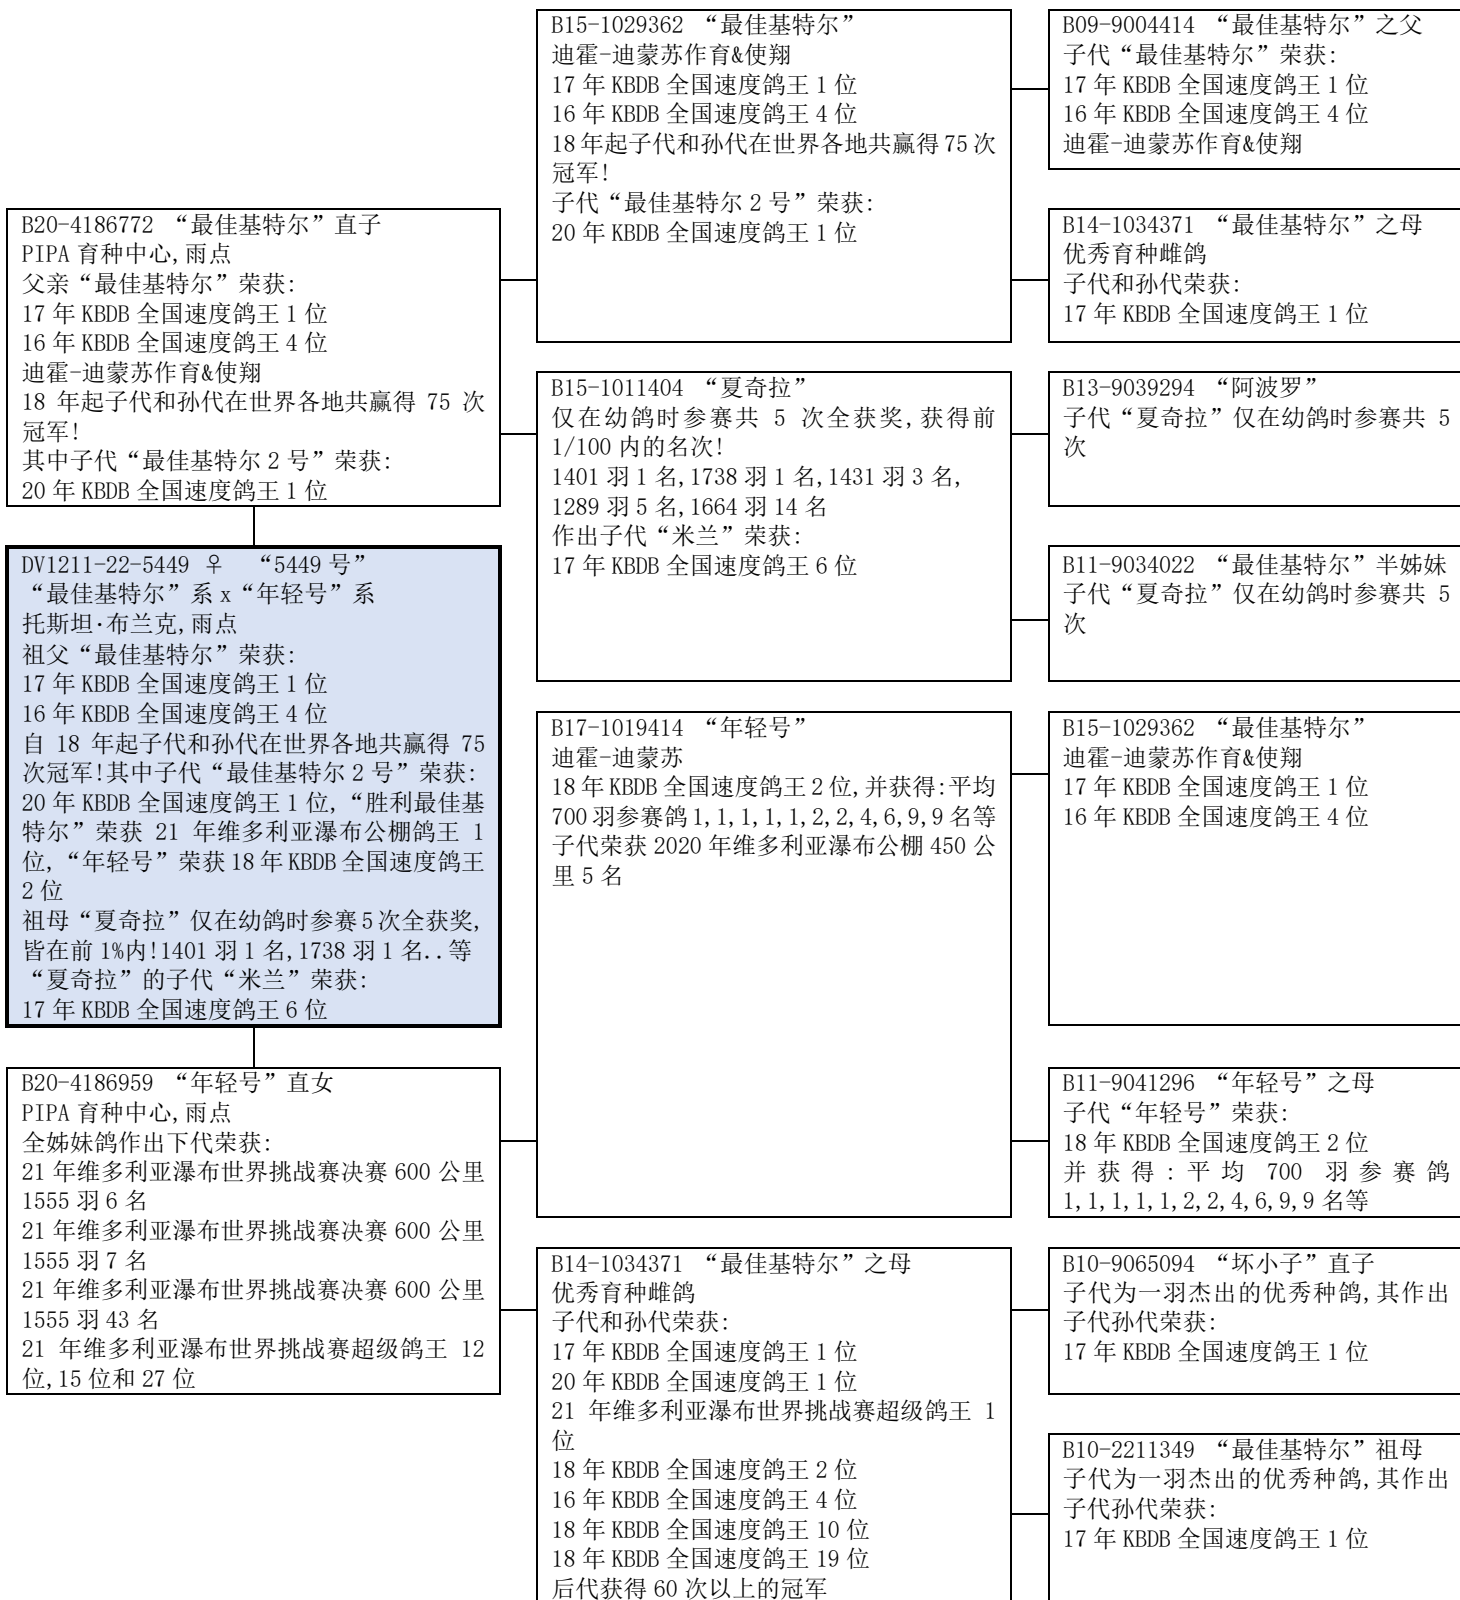 B20-4186772 “最佳基特尔”直子
PIPA 育种中心,雨点
父亲“最佳基特尔”荣获:
17 年 KBDB 全国速度鸽王 1 位
16 年 KBDB 全国速度鸽王 4 位
迪霍-迪蒙苏作育&使翔
18 年起子代和孙代在世界各地共赢得 75 次
冠军!
其中子代“最佳基特尔 2 号”荣获:
20 年 KBDB 全国速度鸽王 1 位
DV1211-22-5449 ♀ “5449 号”
“最佳基特尔”系 x“年轻号”系
托斯坦·布兰克,雨点
祖父“最佳基特尔”荣获:
17 年 KBDB 全国速度鸽王 1 位
16 年 KBDB 全国速度鸽王 4 位
自 18 年起子代和孙代在世界各地共赢得 75
次冠军!其中子代“最佳基特尔 2 号”荣获:
20 年 KBDB 全国速度鸽王 1 位,“胜利最佳基
特尔”荣获 21 年维多利亚瀑布公棚鸽王 1
位,“年轻号”荣获 18 年 KBDB 全国速度鸽王
2 位
祖母“夏奇拉”仅在幼鸽时参赛 5 次全获奖,
皆在前 1%内!1401 羽 1 名,1738 羽 1 名..等
“夏奇拉”的子代“米兰”荣获:
17 年 KBDB 全国速度鸽王 6 位
B20-4186959 “年轻号”直女
PIPA 育种中心,雨点
全姊妹鸽作出下代荣获:
21 年维多利亚瀑布世界挑战赛决赛 600 公里
1555 羽 6 名
21 年维多利亚瀑布世界挑战赛决赛 600 公里
1555 羽 7 名
21 年维多利亚瀑布世界挑战赛决赛 600 公里
1555 羽 43 名
21 年维多利亚瀑布世界挑战赛超级鸽王 12
位,15 位和 27 位
B15-1029362 “最佳基特尔”
迪霍-迪蒙苏作育&使翔
17 年 KBDB 全国速度鸽王 1 位
16 年 KBDB 全国速度鸽王 4 位
18 年起子代和孙代在世界各地共赢得 75 次
冠军!
子代“最佳基特尔 2 号”荣获:
20 年 KBDB 全国速度鸽王 1 位
B15-1011404 “夏奇拉”
仅在幼鸽时参赛共 5 次全获奖,获得前
1/100 内的名次!
1401 羽 1 名,1738 羽 1 名,1431 羽 3 名,
1289 羽 5 名,1664 羽 14 名
作出子代“米兰”荣获:
17 年 KBDB 全国速度鸽王 6 位
B17-1019414 “年轻号”
迪霍-迪蒙苏
18 年 KBDB 全国速度鸽王 2 位,并获得:平均
700 羽参赛鸽 1,1,1,1,1,2,2,4,6,9,9 名等
子代荣获 2020 年维多利亚瀑布公棚 450 公
里 5 名
B14-1034371 “最佳基特尔”之母
优秀育种雌鸽
子代和孙代荣获:
17 年 KBDB 全国速度鸽王 1 位
20 年 KBDB 全国速度鸽王 1 位
21 年维多利亚瀑布世界挑战赛超级鸽王 1
位
18 年 KBDB 全国速度鸽王 2 位
16 年 KBDB 全国速度鸽王 4 位
18 年 KBDB 全国速度鸽王 10 位
18 年 KBDB 全国速度鸽王 19 位
后代获得 60 次以上的冠军
B09-9004414 “最佳基特尔”之父
子代“最佳基特尔”荣获:
17 年 KBDB 全国速度鸽王 1 位
16 年 KBDB 全国速度鸽王 4 位
迪霍-迪蒙苏作育&使翔
B14-1034371 “最佳基特尔”之母
优秀育种雌鸽
子代和孙代荣获:
17 年 KBDB 全国速度鸽王 1 位
B13-9039294 “阿波罗”
子代“夏奇拉”仅在幼鸽时参赛共 5
次
B11-9034022 “最佳基特尔”半姊妹
子代“夏奇拉”仅在幼鸽时参赛共 5
次
B15-1029362 “最佳基特尔”
迪霍-迪蒙苏作育&使翔
17 年 KBDB 全国速度鸽王 1 位
16 年 KBDB 全国速度鸽王 4 位
B11-9041296 “年轻号”之母
子代“年轻号”荣获:
18 年 KBDB 全国速度鸽王 2 位
并获得:平均 700 羽参赛鸽
1,1,1,1,1,2,2,4,6,9,9 名等
B10-9065094 “坏小子”直子
子代为一羽杰出的优秀种鸽,其作出
子代孙代荣获:
17 年 KBDB 全国速度鸽王 1 位
B10-2211349 “最佳基特尔”祖母
子代为一羽杰出的优秀种鸽,其作出
子代孙代荣获:
17 年 KBDB 全国速度鸽王 1 位